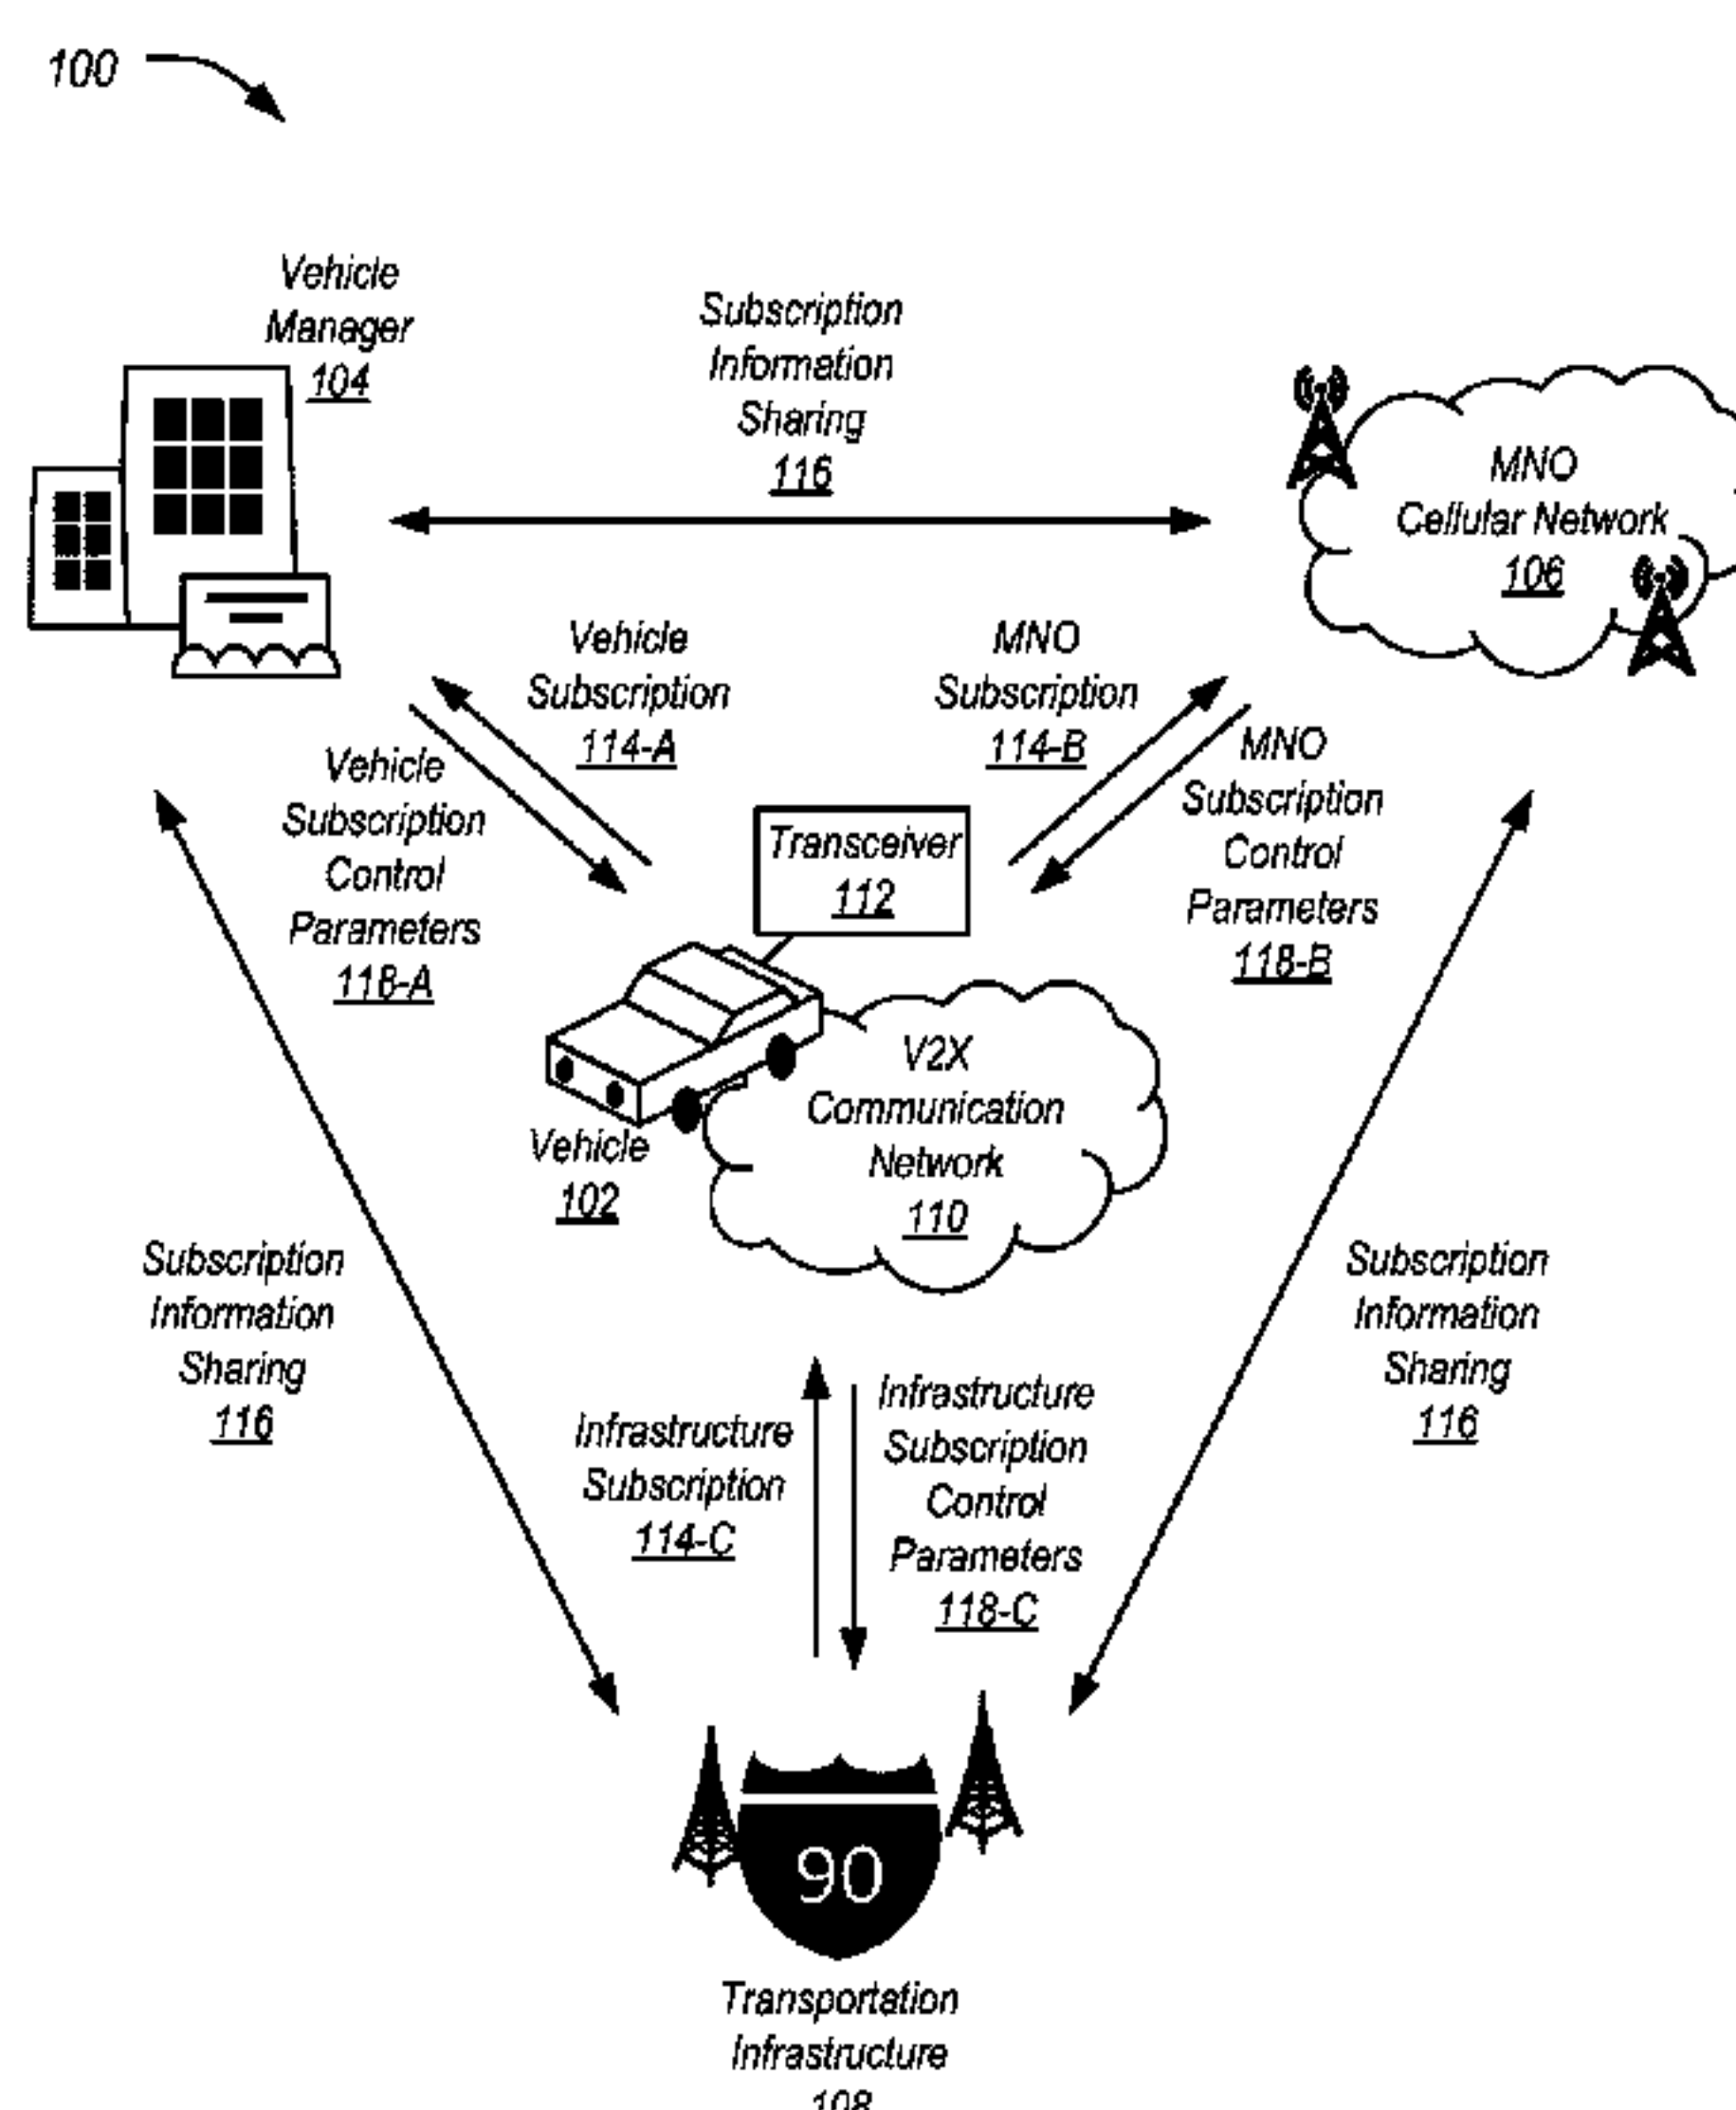 100
Vehicle
Manager
104
Subscription
Information
Sharing
116
MNO
Cellular Network
106
Vehicle
Subscription
114-A
MNO
Subscription
114-B
Vehicle
Subscription
Control
Parameters
118-A
MNO
Subscription
Control
Parameters
118-B
Transceiver
112
V2X
Communication
Network
110
Vehicle
102
Subscription
Information
Sharing
116
Subscription
Information
Sharing
116
Infrastructure
Subscription
114-C
Infrastructure
Subscription
Control
Parameters
118-C
90
Transportation
Infrastructure
108